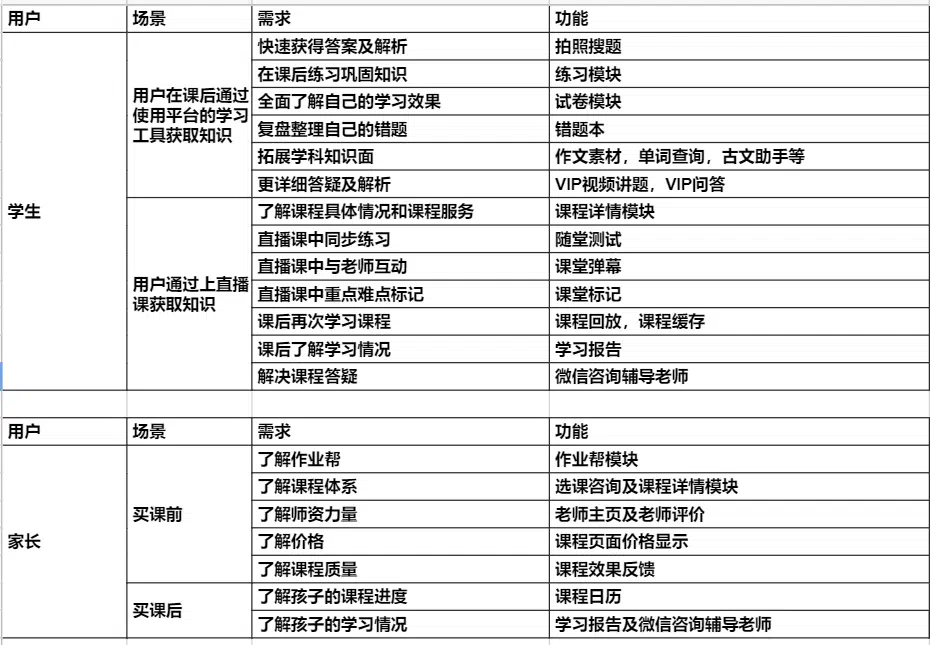 用户 场景 需求 功能
学生
用户在课后通过
使用平台的学习
工具获取知识
快速获得答案及解析 拍照搜题
在课后练习巩固知识 练习模块
全面了解自己的学习效果 试卷模块
复盘整理自己的错题 错题本
拓展学科知识面 作文素材，单词查询，古文助手等
更详细答疑及解析 VIP视频讲题，VIP问答
用户通过上直播
课获取知识
了解课程具体情况和课程服务 课程详情模块
直播课中同步练习 随堂测试
直播课中与老师互动 课堂弹幕
直播课中重点难点标记 课堂标记
课后再次学习课程 课程回放，课程缓存
课后了解学习情况 学习报告
解决课程答疑 微信咨询辅导老师
用户 场景 需求 功能
家长
买课前
了解作业帮 作业帮模块
了解课程体系 选课咨询及课程详情模块
了解师资力量 老师主页及老师评价
了解价格 课程页面价格显示
了解课程质量 课程效果反馈
买课后
了解孩子的课程进度 课程日历
了解孩子的学习情况 学习报告及微信咨询辅导老师